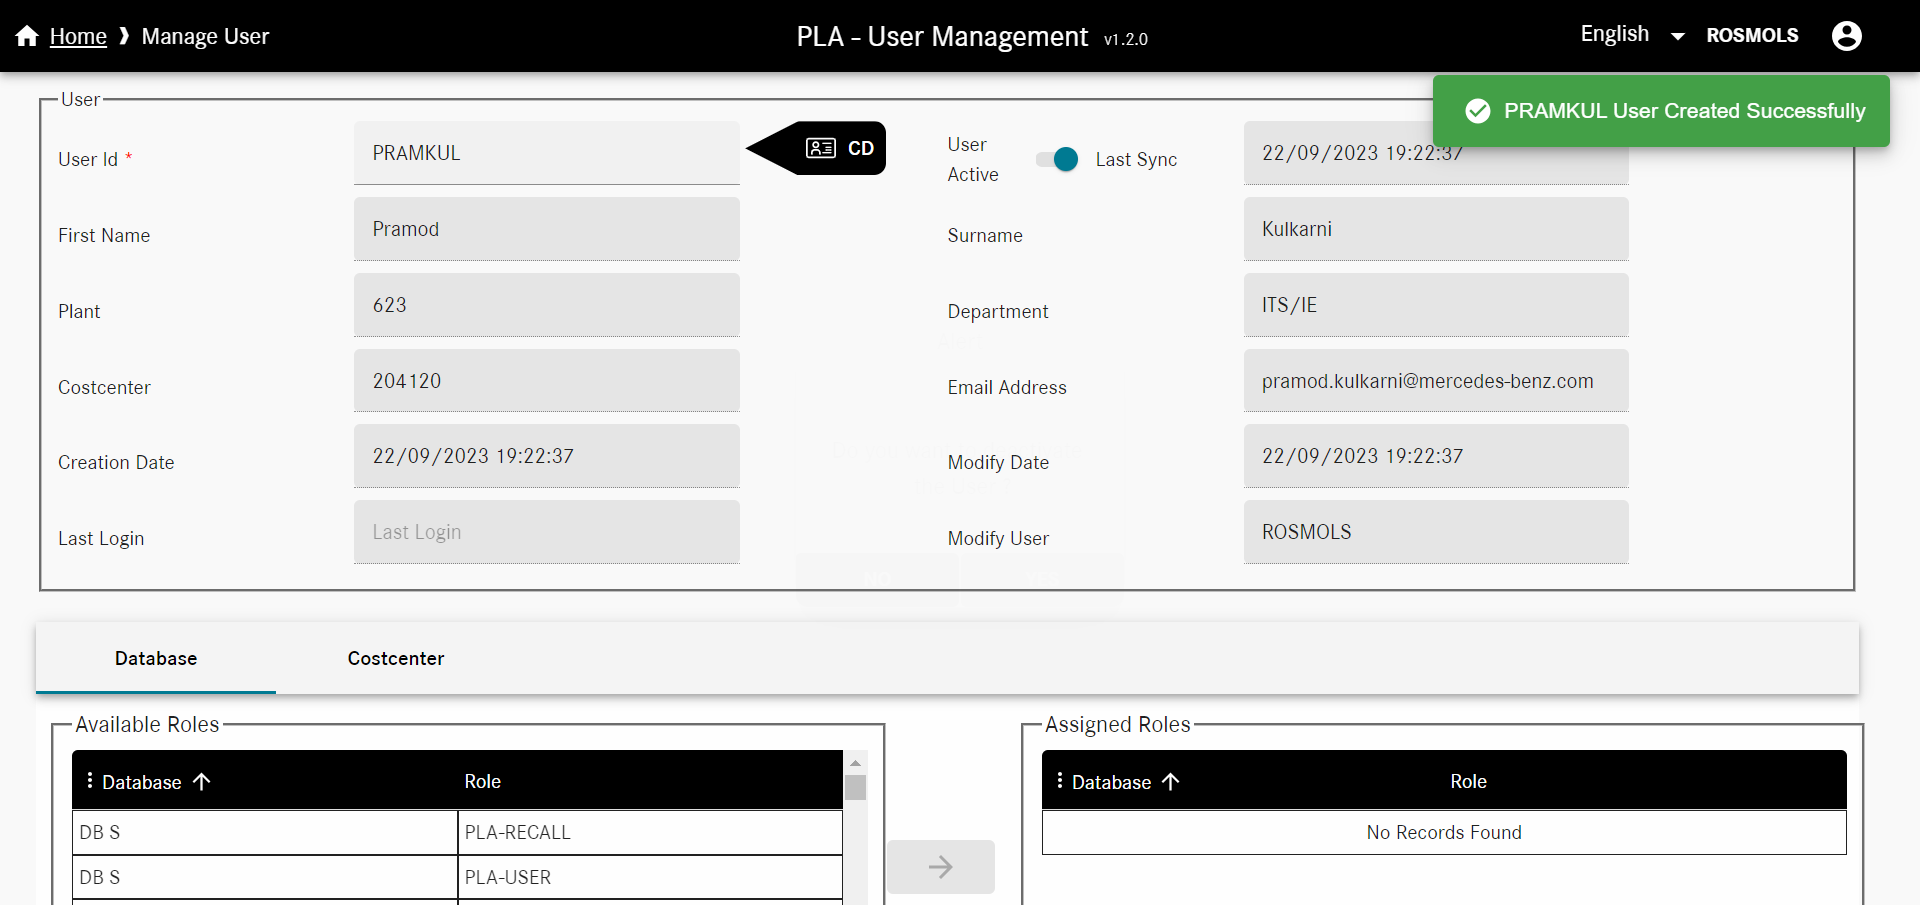 Home ❱ Manage User
PLA - User Management v1.2.0
English
ROSMOLS
PRAMKUL User Created Successfully
User
User Id *
PRAMKUL
CD
User Active
Last Sync
22/09/2023 19:22:37
First Name
Pramod
Surname
Kulkarni
Plant
623
Department
ITS/IE
Costcenter
204120
Email Address
pramod.kulkarni@mercedes-benz.com
Creation Date
22/09/2023 19:22:37
Modify Date
22/09/2023 19:22:37
Last Login
Last Login
Modify User
ROSMOLS
NO
YES
Database
Costcenter
Available Roles
Database
Role
DB S
PLA-RECALL
DB S
PLA-USER
Assigned Roles
Database
Role
No Records Found